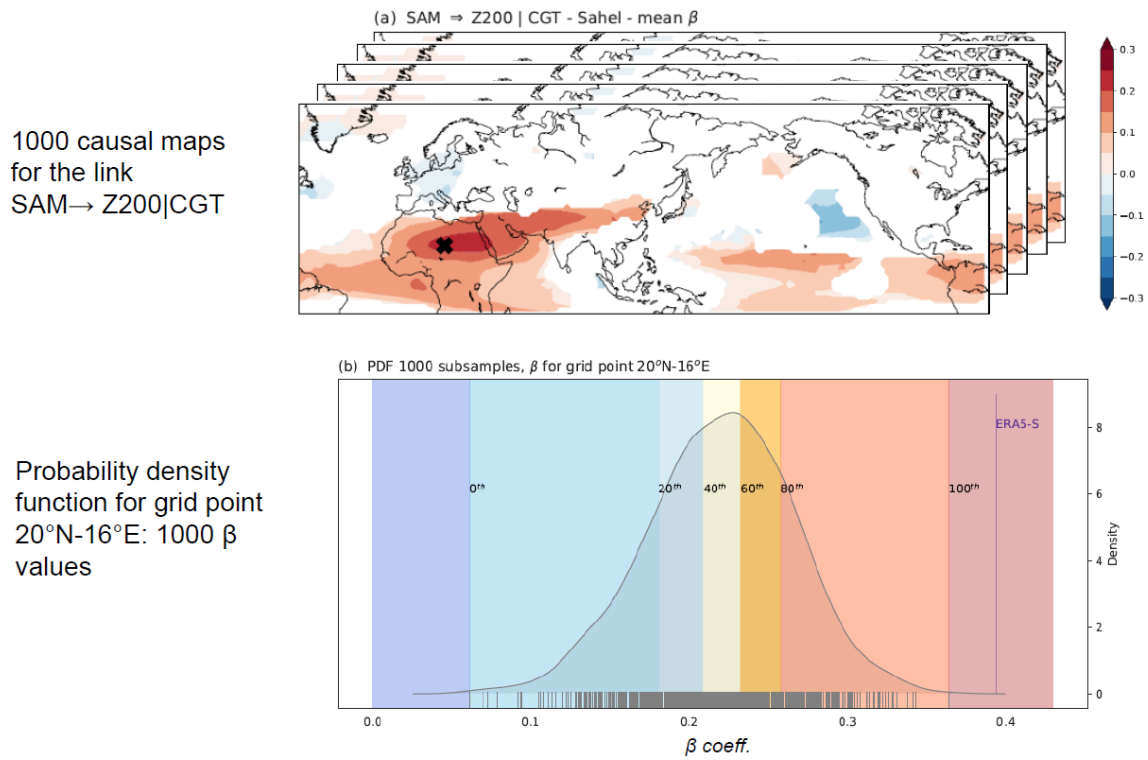 (a) SAM ⇒ Z200 | CGT - Sahel - mean β
1000 causal maps
for the link
SAM→ Z200|CGT
0.3
0.2
0.1
0.0
−0.1
−0.2
−0.3
(b) PDF 1000 subsamples, β for grid point 20°N-16°E
Probability density
function for grid point
20°N-16°E: 1000 β
values
ERA5-S
0th 20th 40th 60th 80th 100th
8
6
4
2
0
Density
0.0 0.1 0.2 0.3 0.4
β coeff.